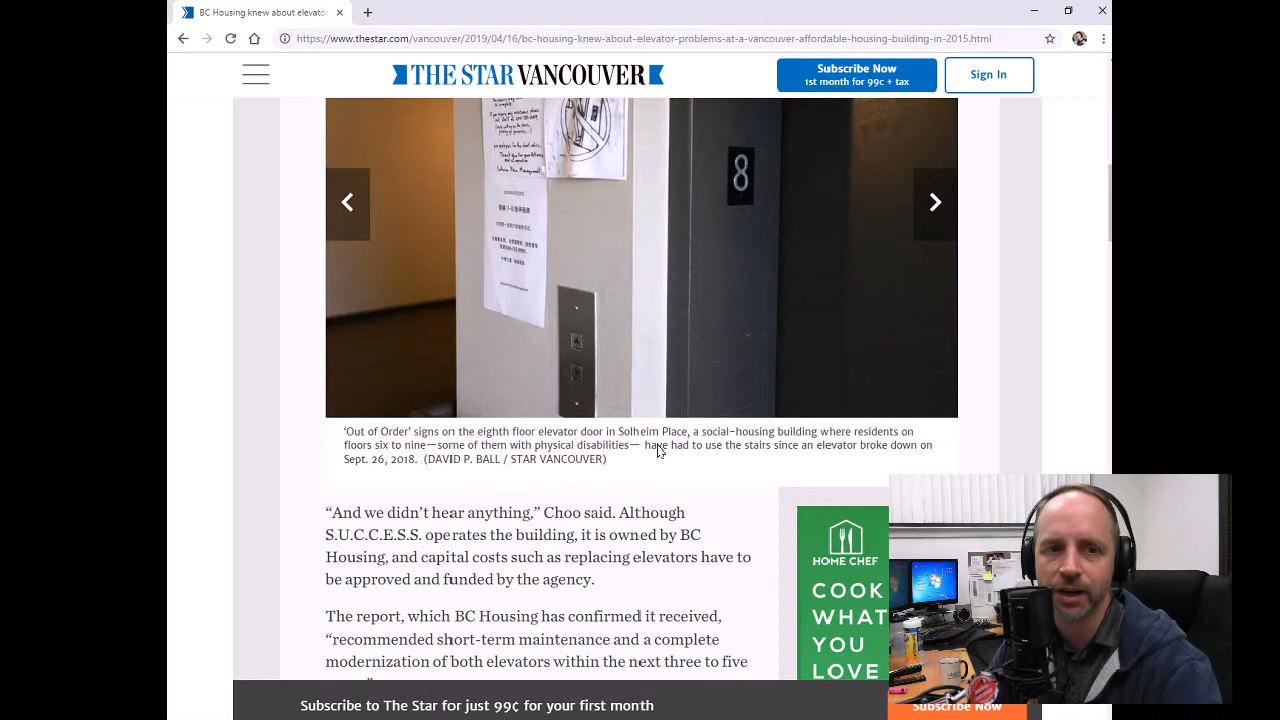 BC Housing knew about elevator
https://www.thestar.com/vancouver/2019/04/16/bc-housing-knew-about-elevator-problems-at-a-vancouver-affordable-housing-building-in-2015.html
THE STAR VANCOUVER
Subscribe Now
1st month for 99c + tax
Sign In
8
‘Out of Order’ signs on the eighth floor elevator door in Solheim Place, a social-housing building where residents on
floors six to nine—some of them with physical disabilities— have had to use the stairs since an elevator broke down on
Sept. 26, 2018. (DAVID P. BALL / STAR VANCOUVER)
“And we didn’t hear anything,” Choo said. Although
S.U.C.C.E.S.S. operates the building, it is owned by BC
Housing, and capital costs such as replacing elevators have to
be approved and funded by the agency.
The report, which BC Housing has confirmed it received,
“recommended short-term maintenance and a complete
modernization of both elevators within the next three to five
HOME CHEF
COOK
WHAT
YOU
LOVE
Subscribe to The Star for just 99¢ for your first month
Subscribe Now